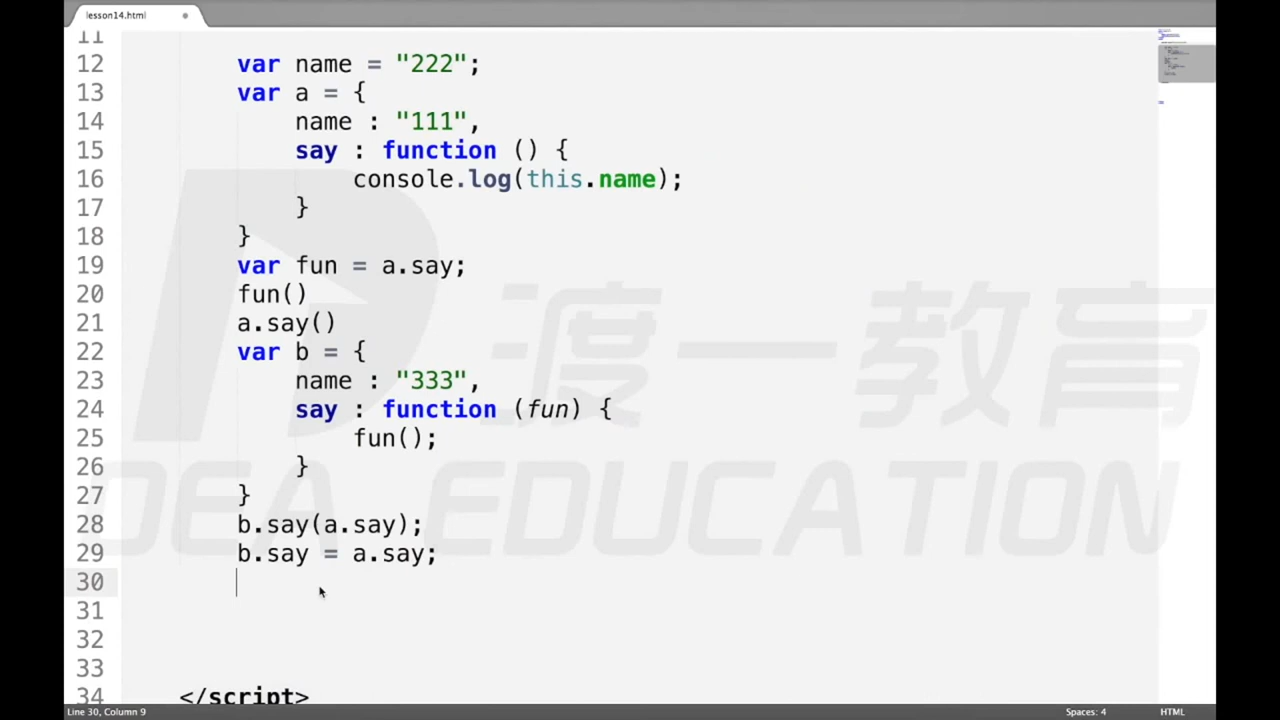 lesson14.html
11
12 var name = "222";
13 var a = {
14 name : "111",
15 say : function () {
16 console.log(this.name);
17 }
18 }
19 var fun = a.say;
20 fun()
21 a.say()
22 var b = {
23 name : "333",
24 say : function (fun) {
25 fun();
26 }
27 }
28 b.say(a.say);
29 b.say = a.say;
30
31
32
33
34 </script>
渡一教育
DEA EDUCATION
Line 30, Column 9
Spaces: 4
HTML